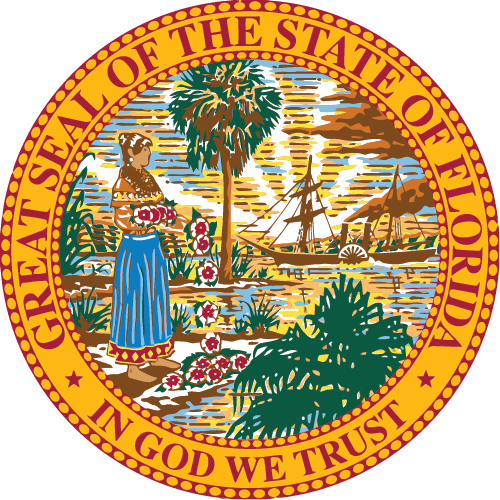 GREAT SEAL OF THE STATE OF FLORIDA
IN GOD WE TRUST